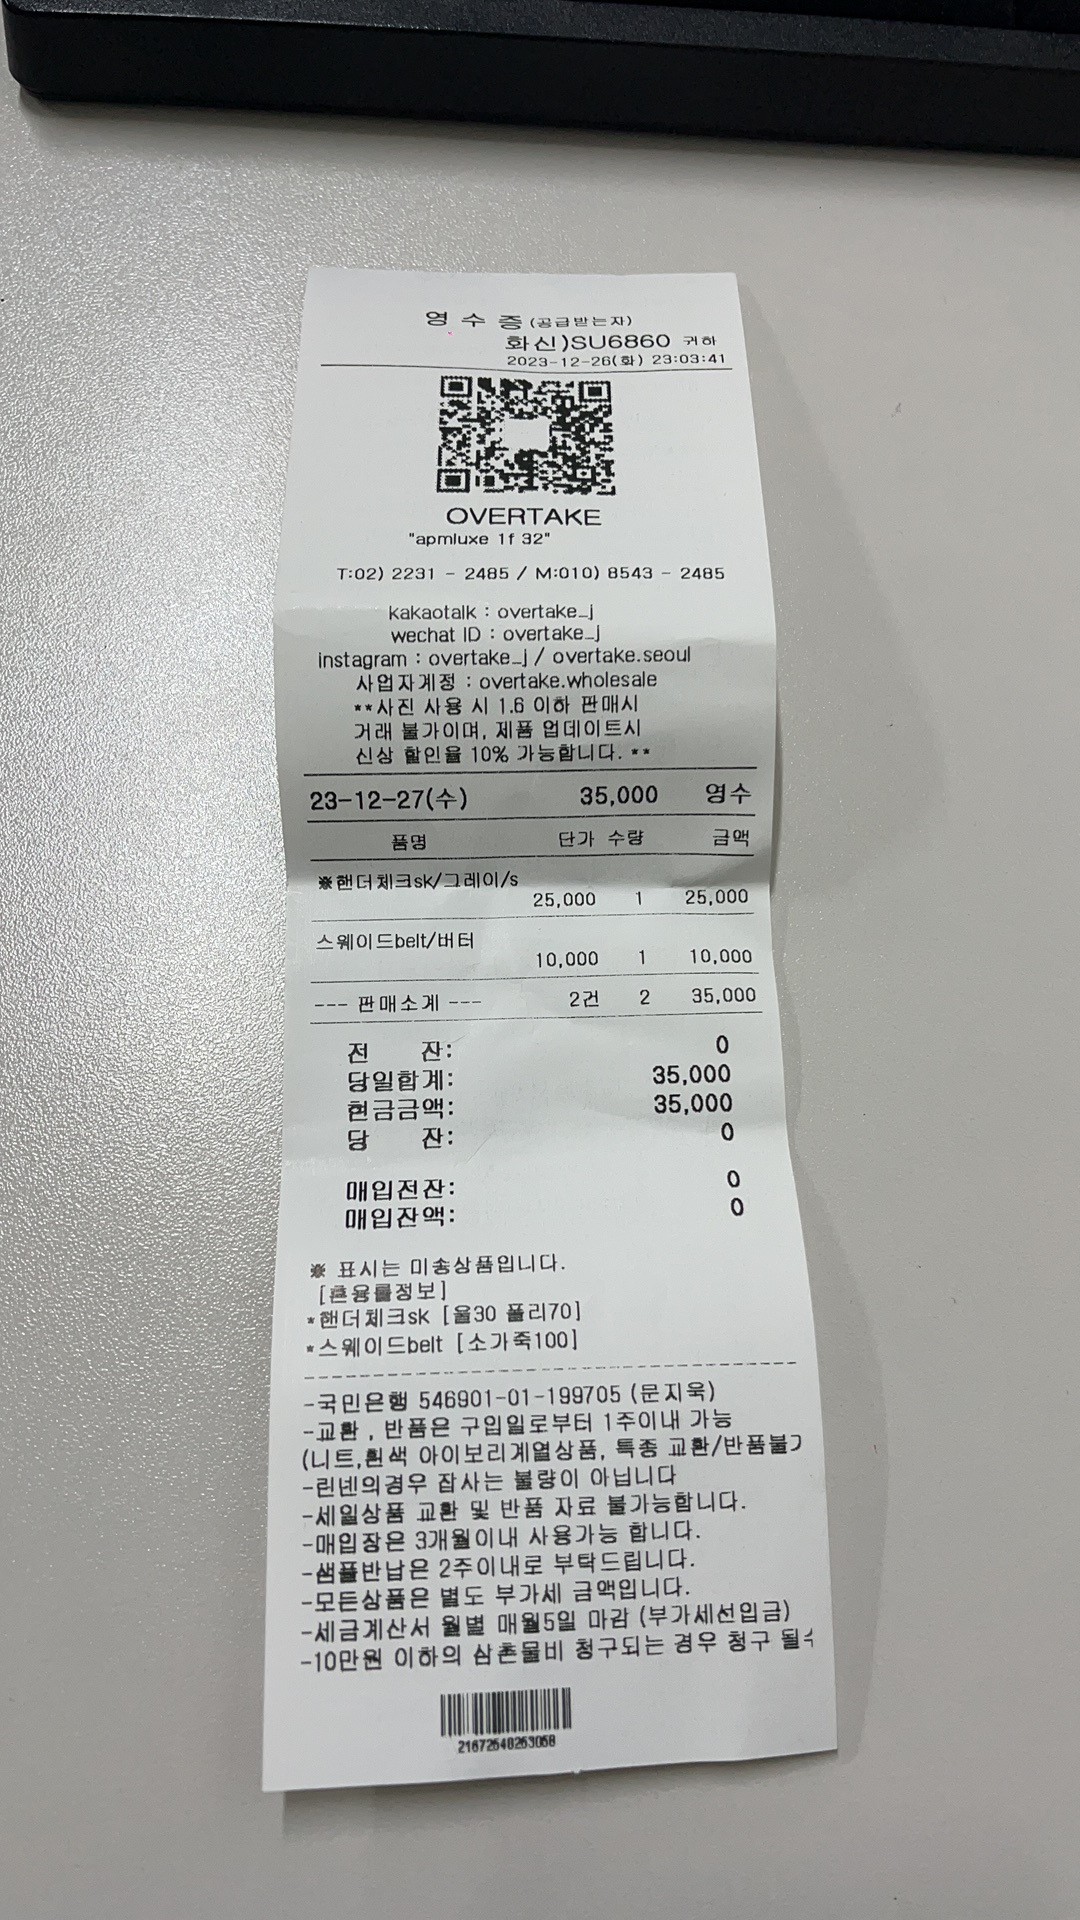 영 수 증 (공급받는자)
화신)SU6860 귀하
2023-12-26(화) 23:03:41
OVERTAKE
"apmluxe 1f 32"
T:02) 2231 - 2485 / M:010) 8543 - 2485
kakaotalk : overtake_j
wechat ID : overtake_j
instagram : overtake_j / overtake.seoul
사업자계정 : overtake.wholesale
**사진 사용 시 1.6 이하 판매시
거래 불가이며, 제품 업데이트시
신상 할인율 10% 가능합니다. **
23-12-27(수) 35,000 영수
품명 단가 수량 금액
※핸더체크sk/그레이/s
25,000 1 25,000
스웨이드belt/버터
10,000 1 10,000
--- 판매소계 --- 2건 2 35,000
전 잔: 0
당일합계: 35,000
현금금액: 35,000
당 잔: 0
매입전잔: 0
매입잔액: 0
※ 표시는 미송상품입니다.
[혼용률정보]
*핸더체크sk [울30 폴리70]
*스웨이드belt [소가죽100]
-국민은행 546901-01-199705 (문지욱)
-교환 , 반품은 구입일로부터 1주이내 가능
(니트,흰색 아이보리계열상품, 특종 교환/반품불가
-린넨의경우 잡사는 불량이 아닙니다
-세일상품 교환 및 반품 자료 불가능합니다.
-매입장은 3개월이내 사용가능 합니다.
-샘플반납은 2주이내로 부탁드립니다.
-모든상품은 별도 부가세 금액입니다.
-세금계산서 월별 매월5일 마감 (부가세선입금)
-10만원 이하의 삼촌물비 청구되는 경우 청구 될수
21672548263058